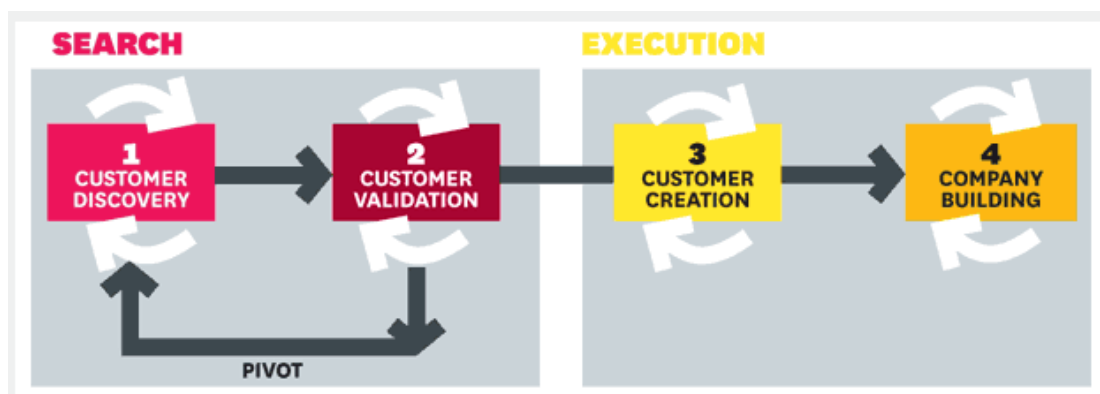 SEARCH
EXECUTION
1
CUSTOMER
DISCOVERY
2
CUSTOMER
VALIDATION
3
CUSTOMER
CREATION
4
COMPANY
BUILDING
PIVOT